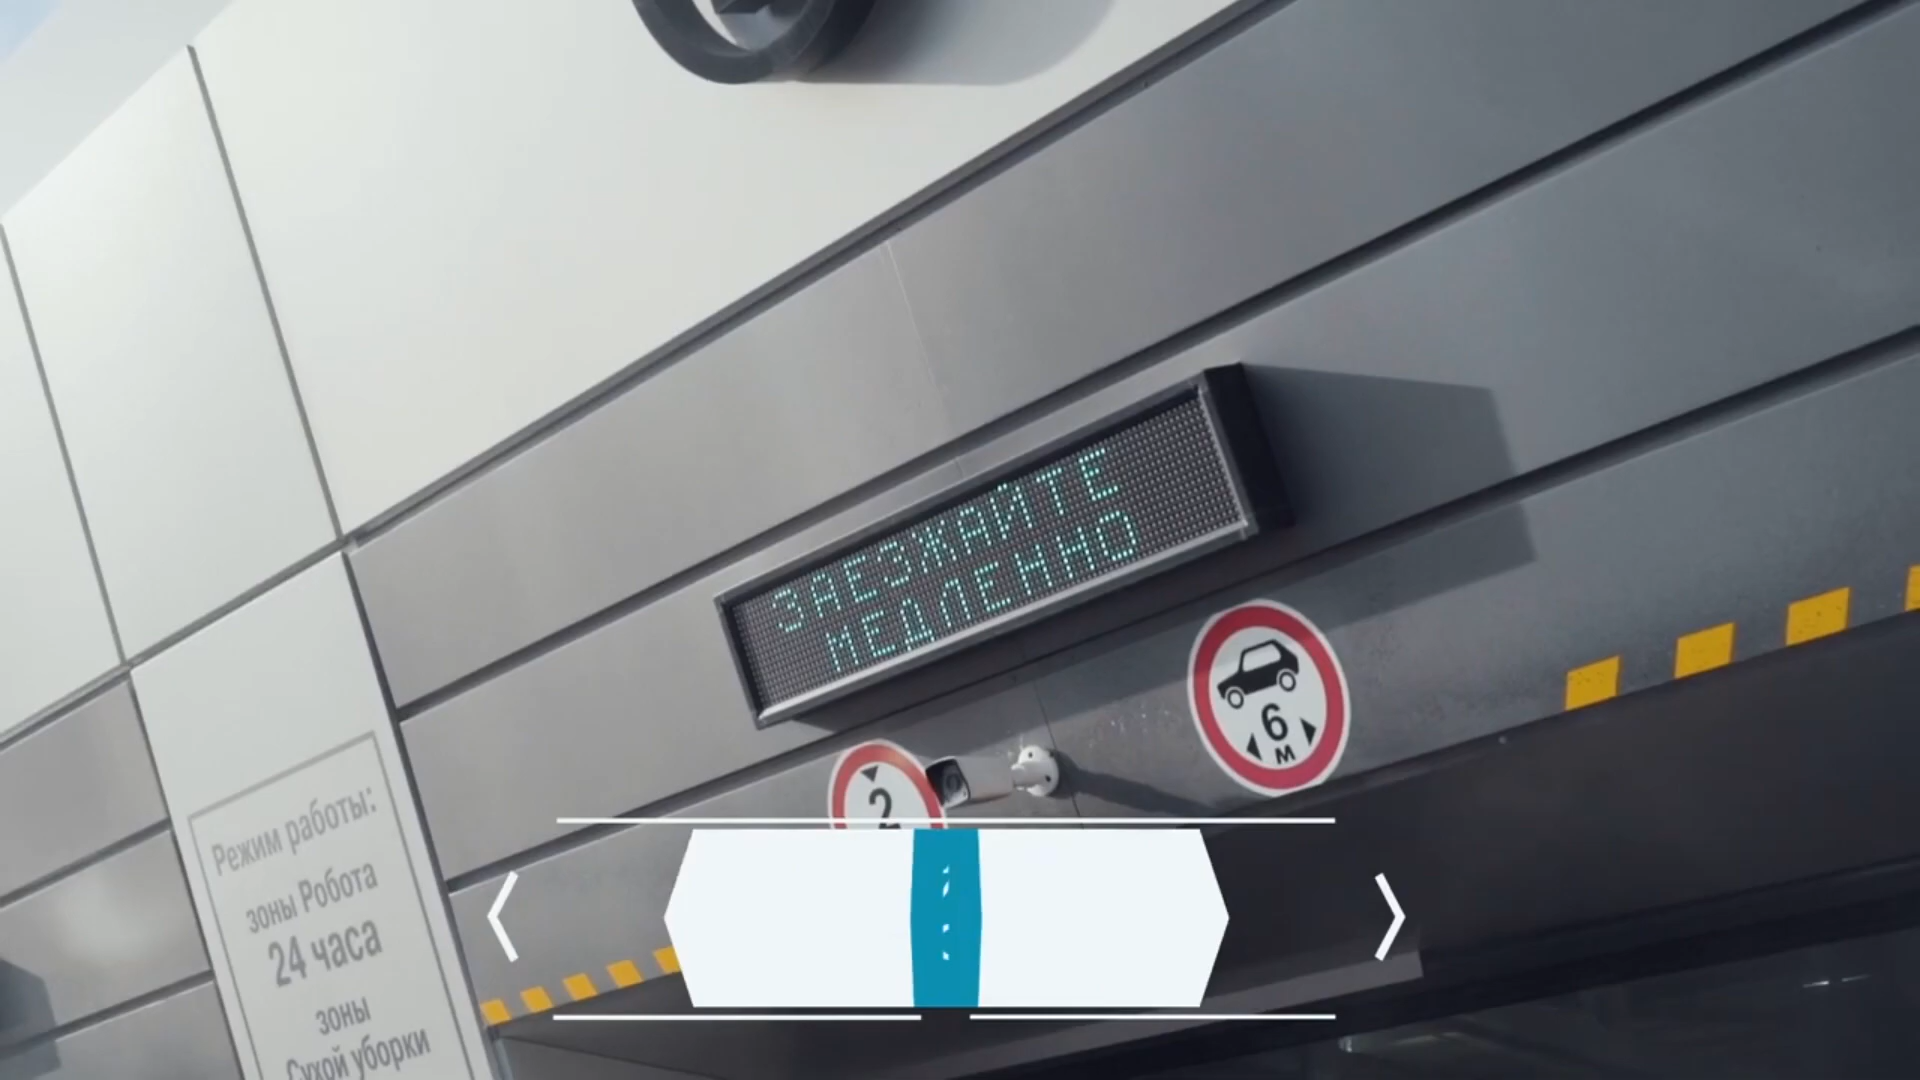 ЗАЕЗЖАЙТЕ
МЕДЛЕННО
6
М
2
Режим работы:
зоны Робота
24 часа
зоны
Сухой уборки